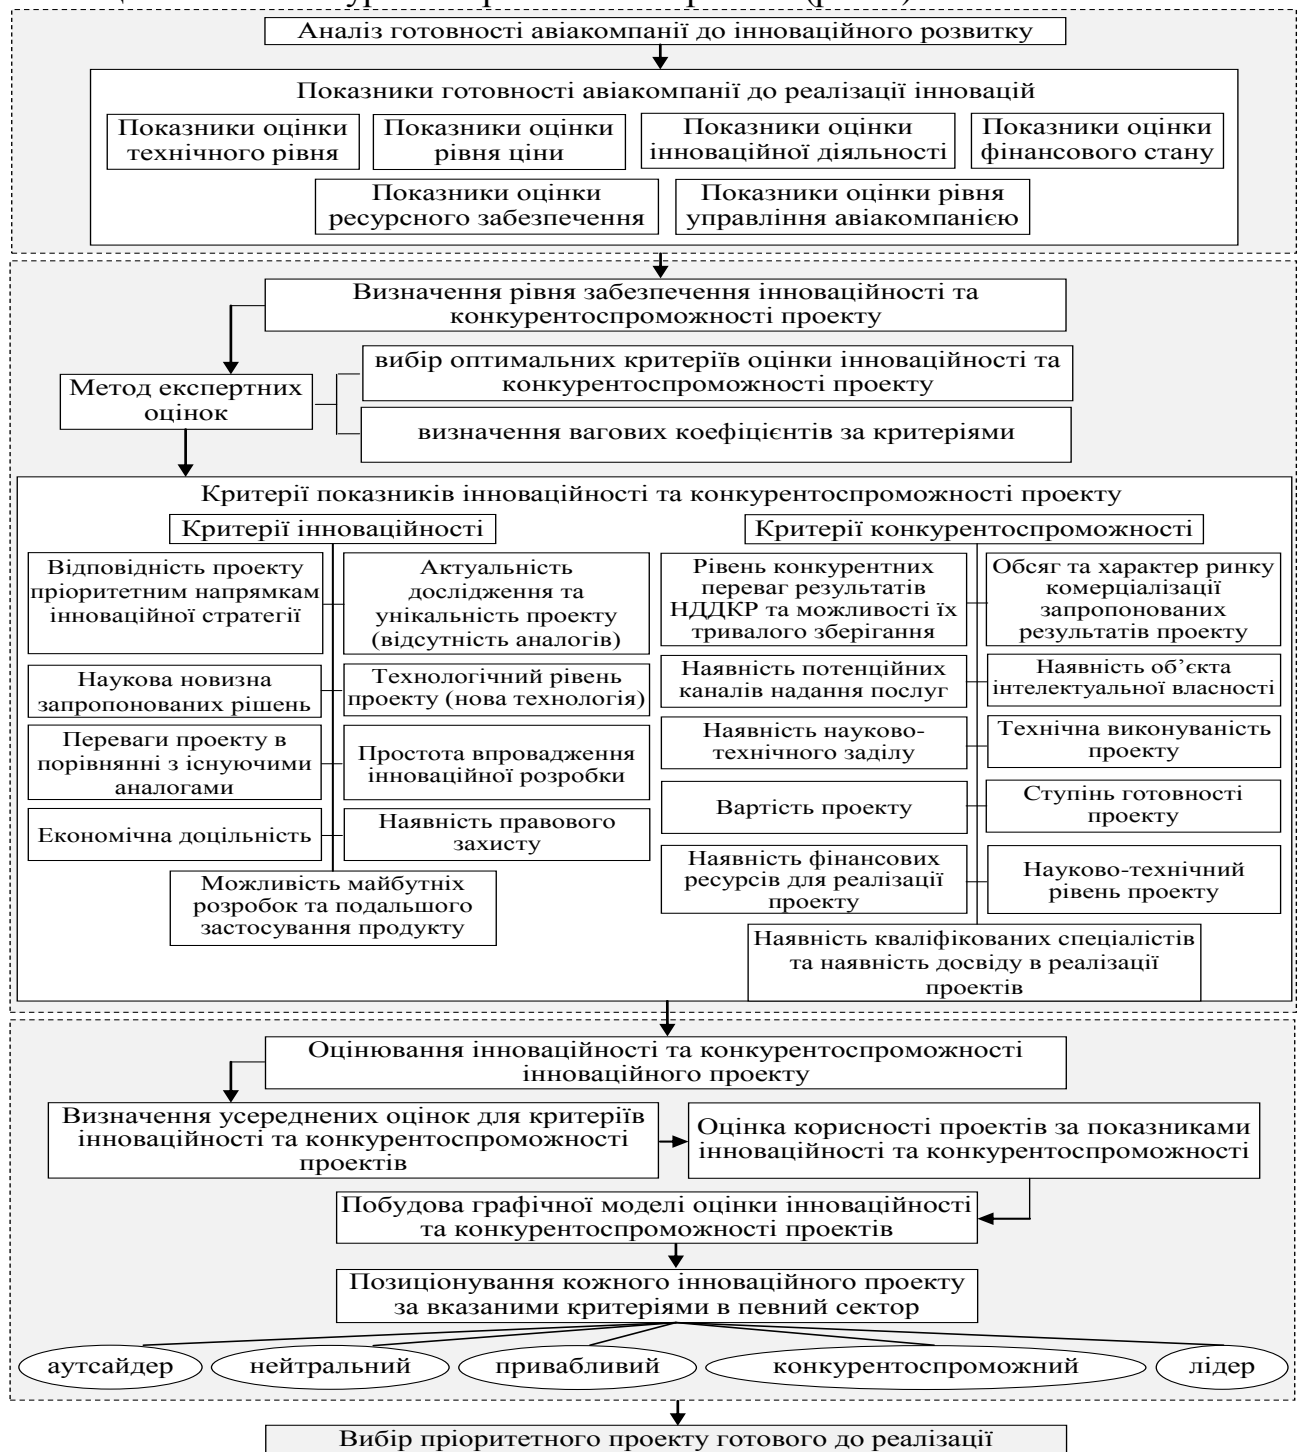 Аналіз готовності авіакомпанії до інноваційного розвитку
Показники готовності авіакомпанії до реалізації інновацій
Показники оцінки
технічного рівня
Показники оцінки
рівня ціни
Показники оцінки
інноваційної діяльності
Показники оцінки
фінансового стану
Показники оцінки
ресурсного забезпечення
Показники оцінки рівня
управління авіакомпанією
Визначення рівня забезпечення інноваційності та
конкурентоспроможності проекту
Метод експертних
оцінок
вибір оптимальних критеріїв оцінки інноваційності та
конкурентоспроможності проекту
визначення вагових коефіцієнтів за критеріями
Критерії показників інноваційності та конкурентоспроможності проекту
Критерії інноваційності
Відповідність проекту
пріоритетним напрямкам
інноваційної стратегії
Актуальність
дослідження та
унікальність проекту
(відсутність аналогів)
Наукова новизна
запропонованих рішень
Технологічний рівень
проекту (нова технологія)
Переваги проекту в
порівнянні з існуючими
аналогами
Простота впровадження
інноваційної розробки
Економічна доцільність
Наявність правового
захисту
Можливість майбутніх
розробок та подальшого
застосування продукту
Критерії конкурентоспроможності
Рівень конкурентних
переваг результатів
НДДКР та можливості їх
тривалого зберігання
Обсяг та характер ринку
комерціалізації
запропонованих
результатів проекту
Наявність потенційних
каналів надання послуг
Наявність об’єкта
інтелектуальної власності
Наявність науково-
технічного заділу
Технічна виконуваність
проекту
Вартість проекту
Ступінь готовності
проекту
Наявність фінансових
ресурсів для реалізації
проекту
Науково-технічний
рівень проекту
Наявність кваліфікованих спеціалістів
та наявність досвіду в реалізації
проектів
Оцінювання інноваційності та конкурентоспроможності
інноваційного проекту
Визначення усереднених оцінок для критеріїв
інноваційності та конкурентоспроможності
проектів
Оцінка корисності проектів за показниками
інноваційності та конкурентоспроможності
Побудова графічної моделі оцінки інноваційності
та конкурентоспроможності проектів
Позиціонування кожного інноваційного проекту
за вказаними критеріями в певний сектор
аутсайдер
нейтральний
привабливий
конкурентоспроможний
лідер
Вибір пріоритетного проекту готового до реалізації